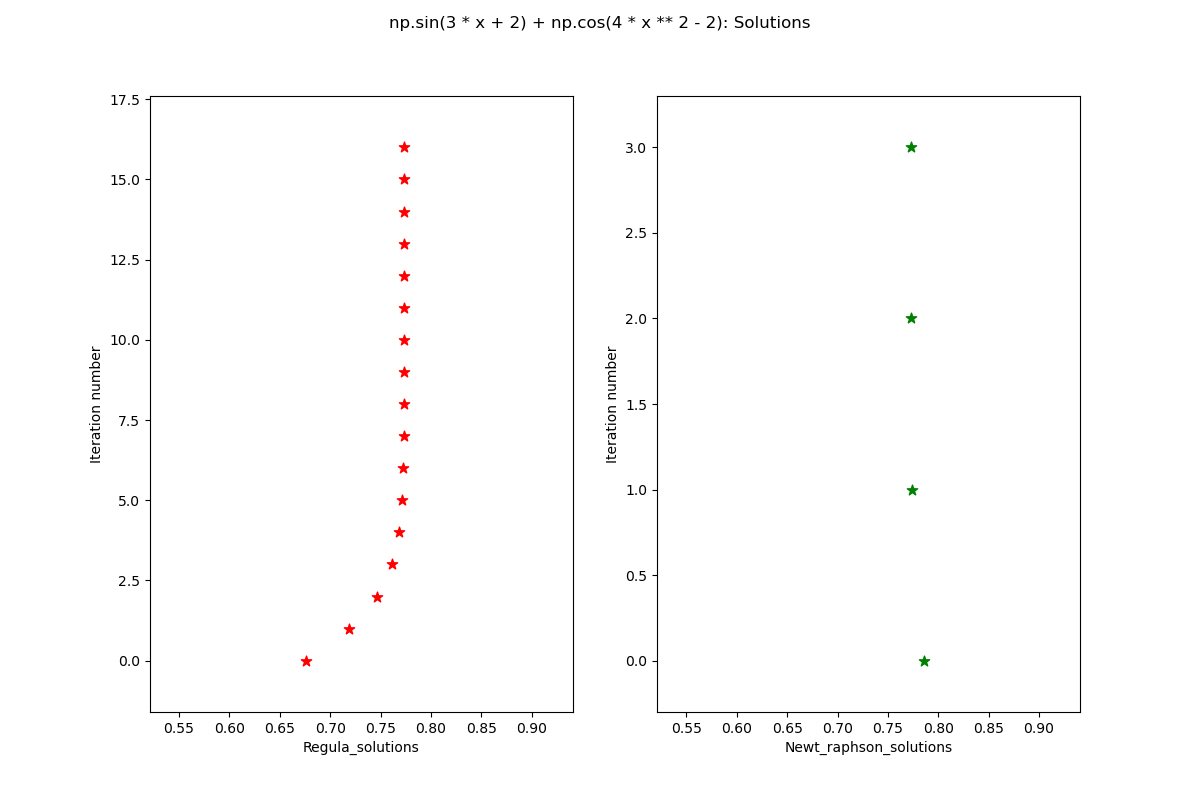 np.sin(3 * x + 2) + np.cos(4 * x ** 2 - 2): Solutions
Iteration number
17.5
15.0
12.5
10.0
7.5
5.0
2.5
0.0
0.55 0.60 0.65 0.70 0.75 0.80 0.85 0.90
Regula_solutions
Iteration number
3.0
2.5
2.0
1.5
1.0
0.5
0.0
0.55 0.60 0.65 0.70 0.75 0.80 0.85 0.90
Newt_raphson_solutions